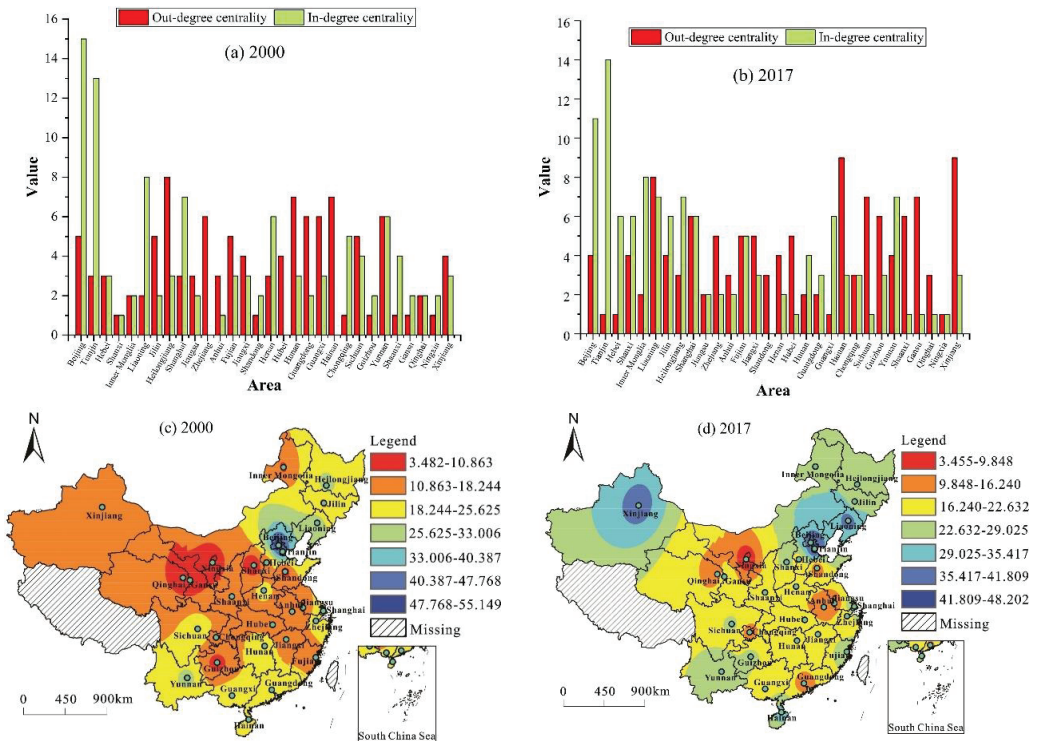 Out-degree centrality
In-degree centrality
(a) 2000
16
14
12
10
8
6
4
2
0
Value
Beijing
Tianjin
Hebei
Shanxi
Inner Monglia
Liaoning
Jilin
Heilongjiang
Shanghai
Jiangsu
Zhejiang
Anhui
Fujian
Jiangxi
Shandong
Henan
Hunan
Guangdong
Guangxi
Hainan
Chongqing
Sichuan
Guizhou
Yunnan
Shaanxi
Gansu
Qinghai
Ningxia
Xinjiang
Area
Out-degree centrality
In-degree centrality
(b) 2017
16
14
12
10
8
6
4
2
0
Value
Beijing
Tianjin
Hebei
Shanxi
Inner Monglia
Liaoning
Jilin
Heilongjiang
Shanghai
Jiangsu
Zhejiang
Anhui
Fujian
Jiangxi
Shandong
Henan
Hubei
Hunan
Guangdong
Guangxi
Hainan
Chongqing
Sichuan
Guizhou
Yunnan
Shaanxi
Gansu
Qinghai
Ningxia
Xinjiang
Area
N
(c) 2000
Inner Mongolia
Heilongjiang
Jilin
Liaoning
Xinjiang
Beijing
Tianjin
Hebei
Shanxi
Shandong
Ningxia
Qinghai
Gansu
Henan
Shaanxi
Jiangsu
Anhui
Shanghai
Zhejiang
Hubei
Sichuan
Chongqing
Hunan
Jiangxi
Guizhou
Fujian
Yunnan
Guangxi
Guangdong
Hainan
0 450 900km
South China Sea
Legend
3.482-10.863
10.863-18.244
18.244-25.625
25.625-33.006
33.006-40.387
40.387-47.768
47.768-55.149
Missing
N
(d) 2017
Inner Mongolia
Heilongjiang
Jilin
Liaoning
Xinjiang
Beijing
Tianjin
Hebei
Shanxi
Shandong
Ningxia
Qinghai
Gansu
Henan
Shaanxi
Jiangsu
Anhui
Shanghai
Zhejiang
Hubei
Sichuan
Chongqing
Hunan
Jiangxi
Guizhou
Fujian
Yunnan
Guangxi
Guangdong
Hainan
0 450 900km
South China Sea
Legend
3.455-9.848
9.848-16.240
16.240-22.632
22.632-29.025
29.025-35.417
35.417-41.809
41.809-48.202
Missing